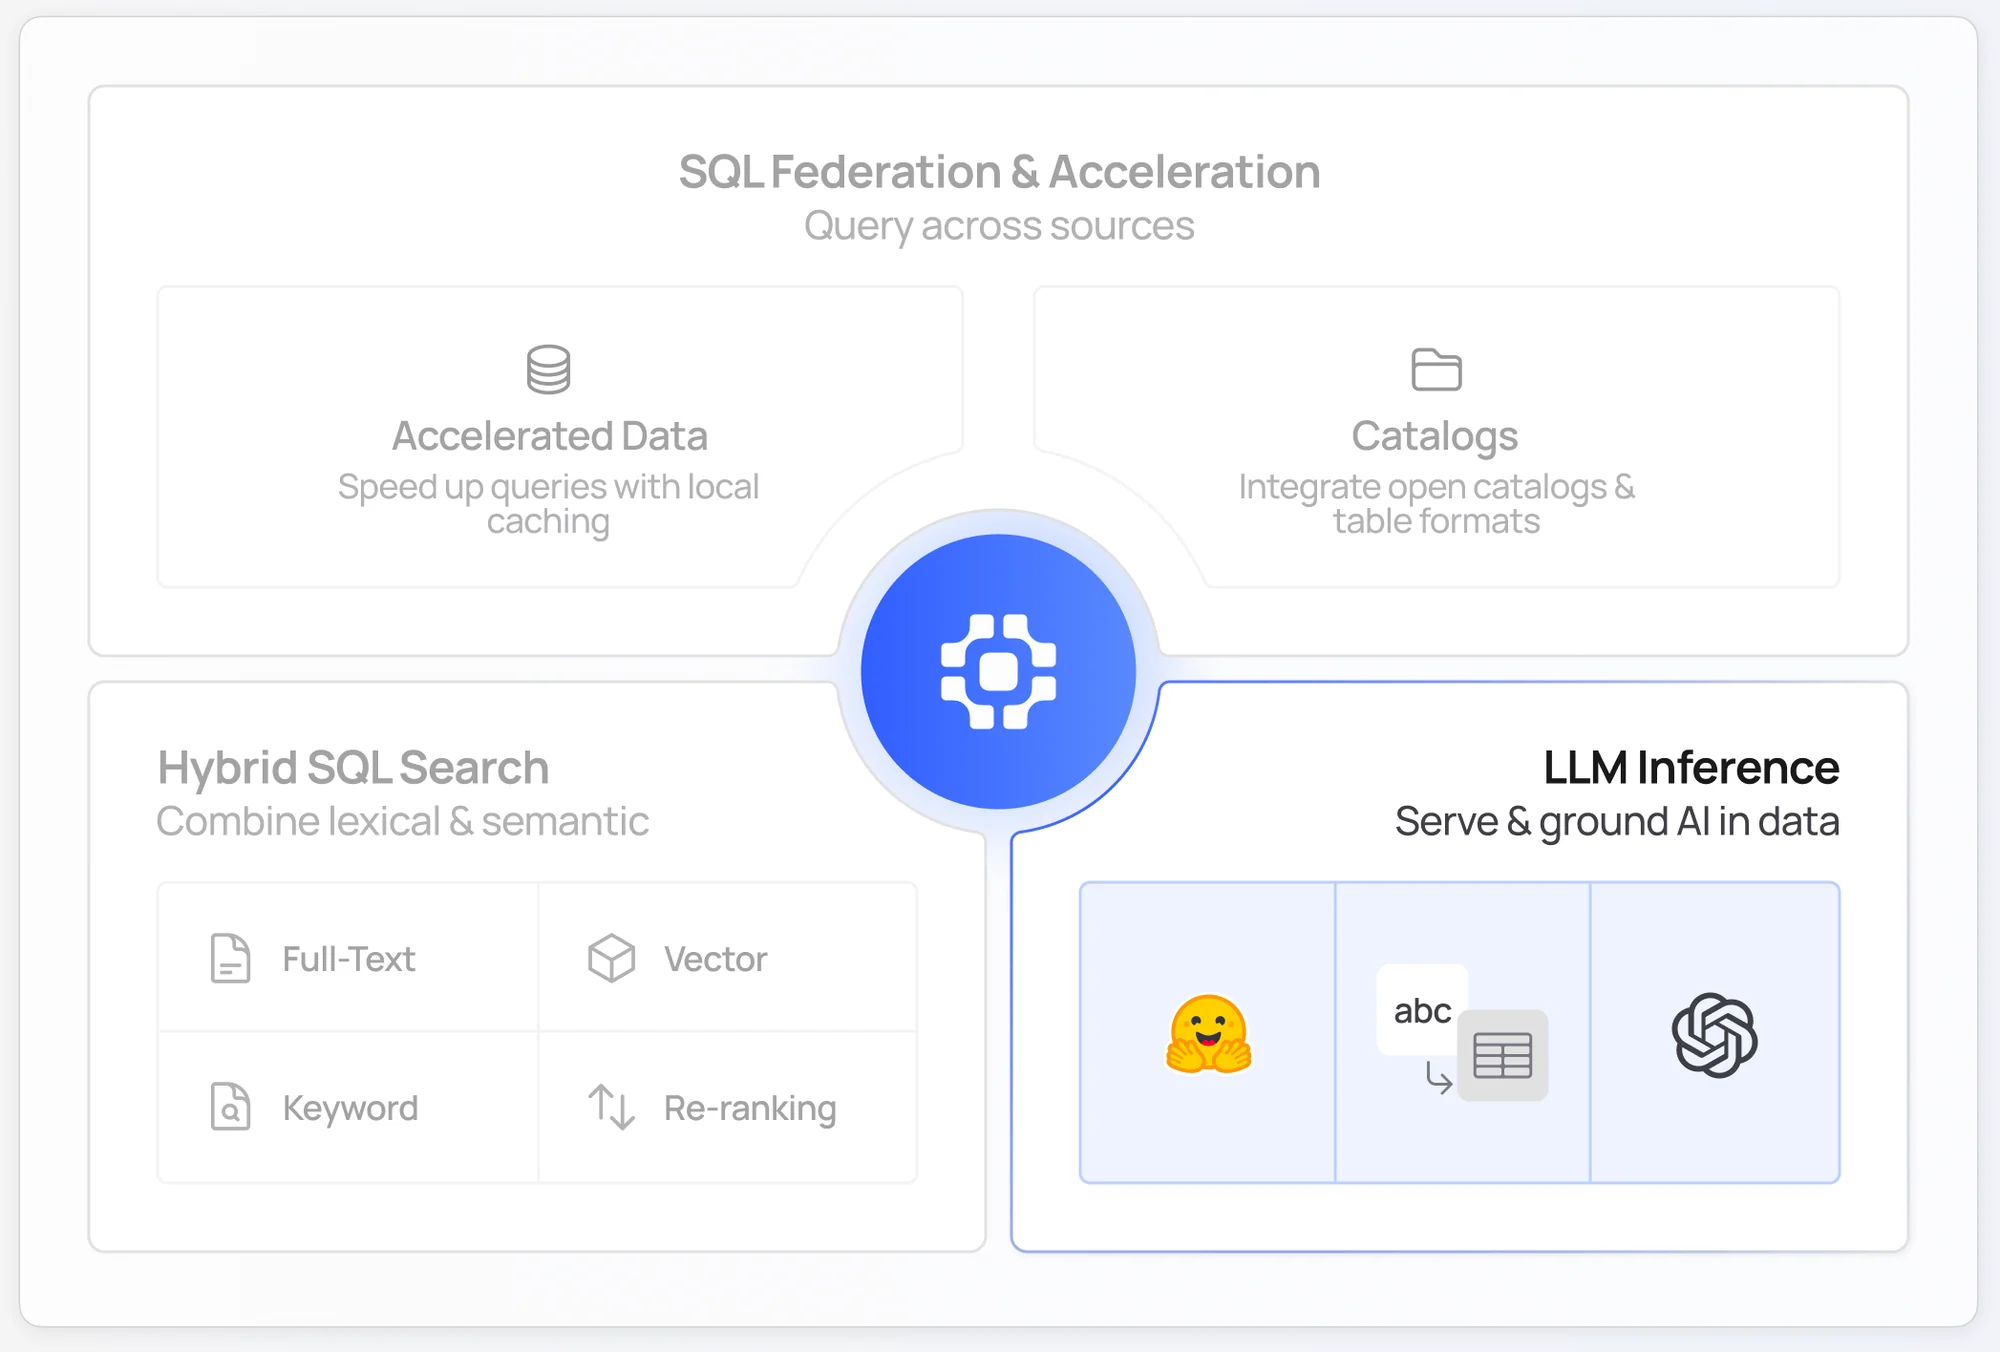 SQL Federation & Acceleration
Query across sources
Accelerated Data
Speed up queries with local
caching
Catalogs
Integrate open catalogs &
table formats
Hybrid SQL Search
Combine lexical & semantic
Full-Text
Vector
Keyword
Re-ranking
LLM Inference
Serve & ground AI in data
abc